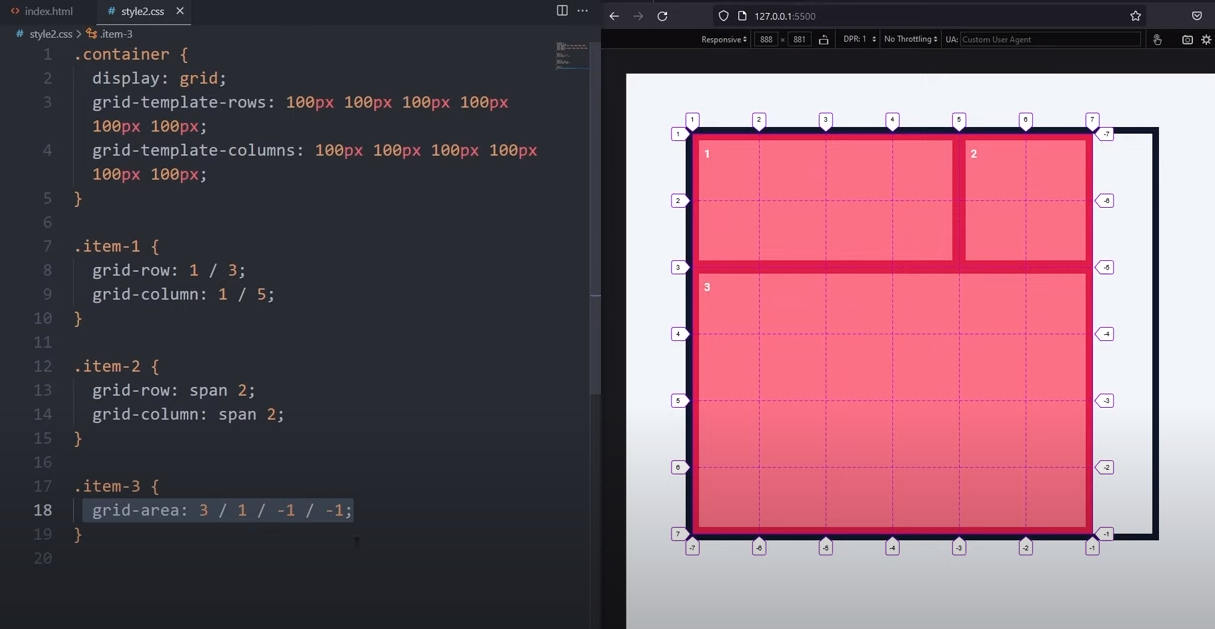 index.html
style2.css
style2.css > .item-3
1 .container {
2 display: grid;
3 grid-template-rows: 100px 100px 100px 100px
100px 100px;
4 grid-template-columns: 100px 100px 100px 100px
100px 100px;
5 }
6
7 .item-1 {
8 grid-row: 1 / 3;
9 grid-column: 1 / 5;
10 }
11
12 .item-2 {
13 grid-row: span 2;
14 grid-column: span 2;
15 }
16
17 .item-3 {
18 grid-area: 3 / 1 / -1 / -1;
19 }
20
127.0.0.1:5500
Responsive 888 × 881 DPR: 1 No Throttling UA: Custom User Agent
1 2 3 4 5 6 7
1 -7
1 2
2 -6
3 -5
3
4 -4
5 -3
6 -2
7 -1
-7 -6 -5 -4 -3 -2 -1